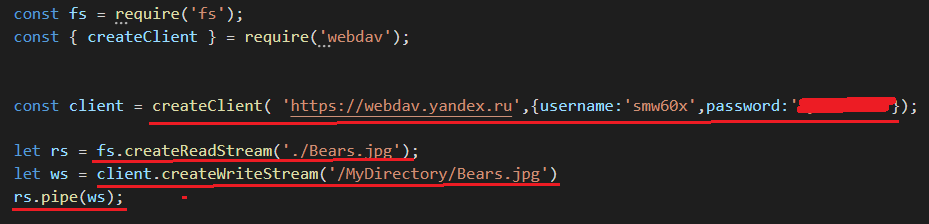 const fs = require('fs');
const { createClient } = require('webdav');
const client = createClient( 'https://webdav.yandex.ru',{username:'smw60x',password:'});
let rs = fs.createReadStream('./Bears.jpg');
let ws = client.createWriteStream('/MyDirectory/Bears.jpg')
rs.pipe(ws);